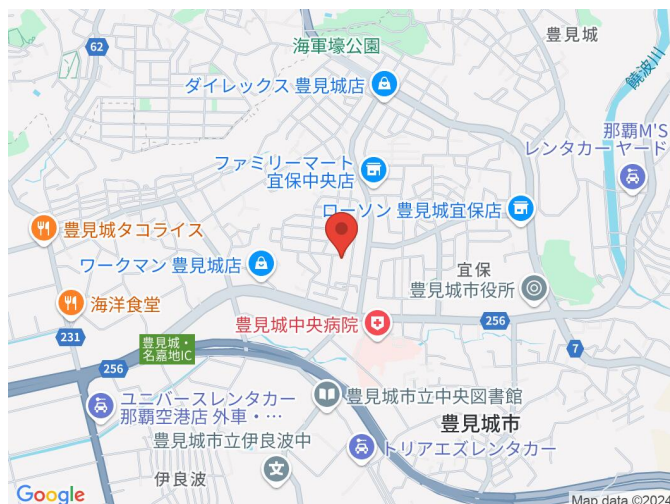 62
海軍壕公園
豊見城
饒波川
ダイレックス 豊見城店
那覇M'S
レンタカー ヤード
ファミリーマート
宜保中央店
ローソン 豊見城宜保店
豊見城タコライス
ワークマン 豊見城店
宜保
豊見城市役所
海洋食堂
豊見城中央病院
256
231
豊見城・
名嘉地IC
7
256
ユニバースレンタカー
那覇空港店 外車・…
豊見城市立中央図書館
豊見城市
豊見城市立伊良波中
トリアエズレンタカー
伊良波
Google
Map data ©2024